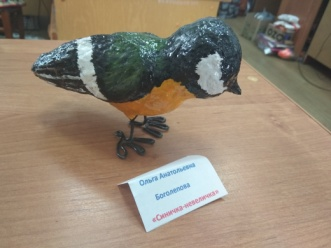 Ольга Анатольевна
Боголепова
«Синичка-невеличка»